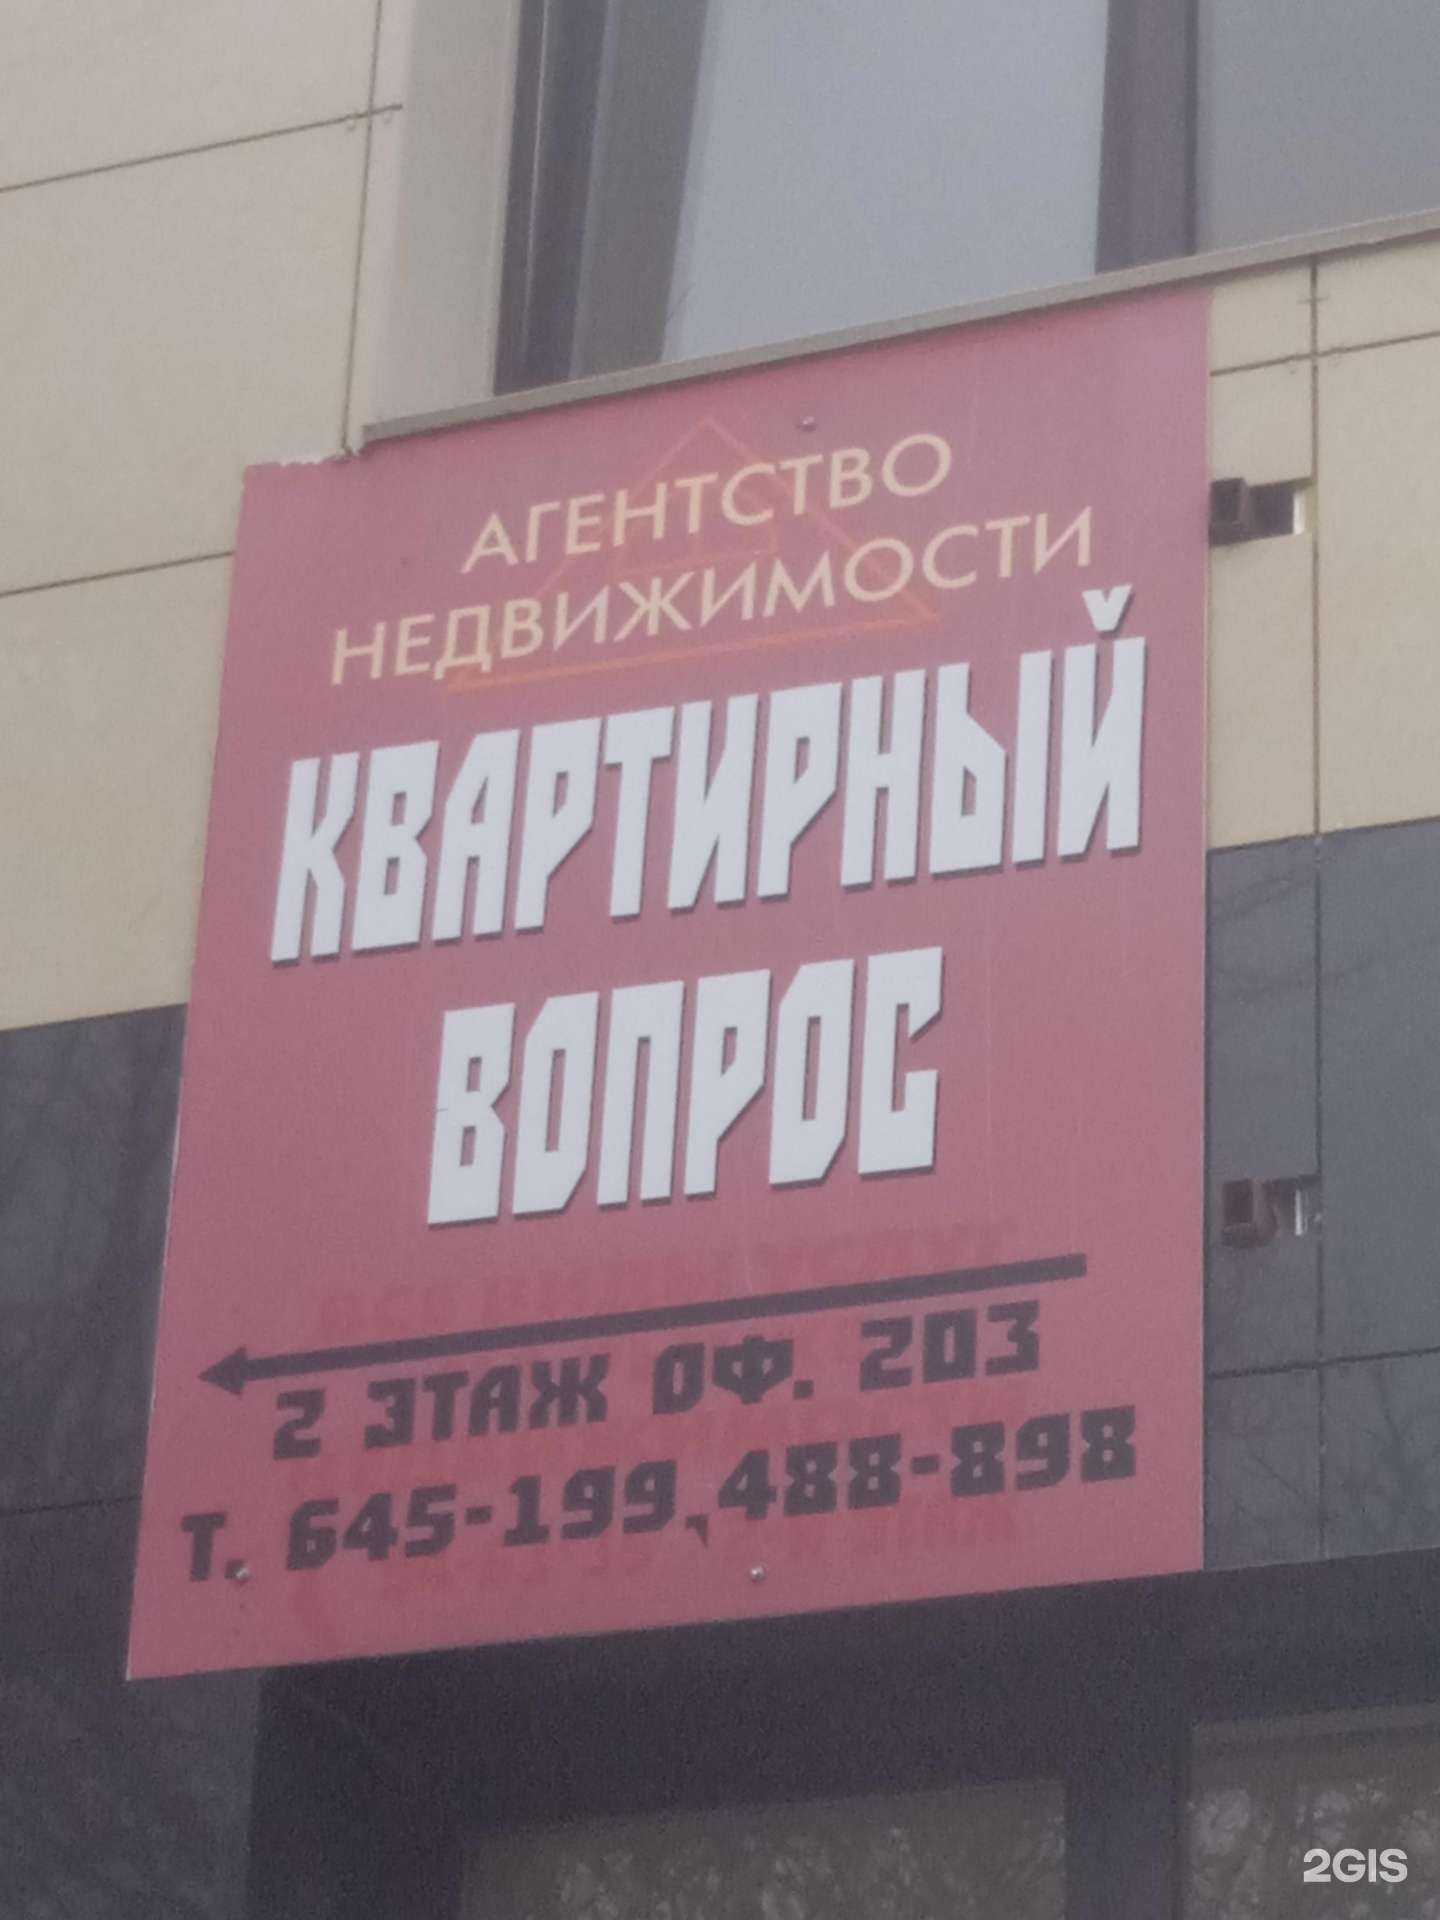 АГЕНТСТВО
НЕДВИЖИМОСТИ
КВАРТИРНЫЙ
ВОПРОС
2 ЭТАЖ ОФ. 203
Т. 645-199, 488-898
2GIS